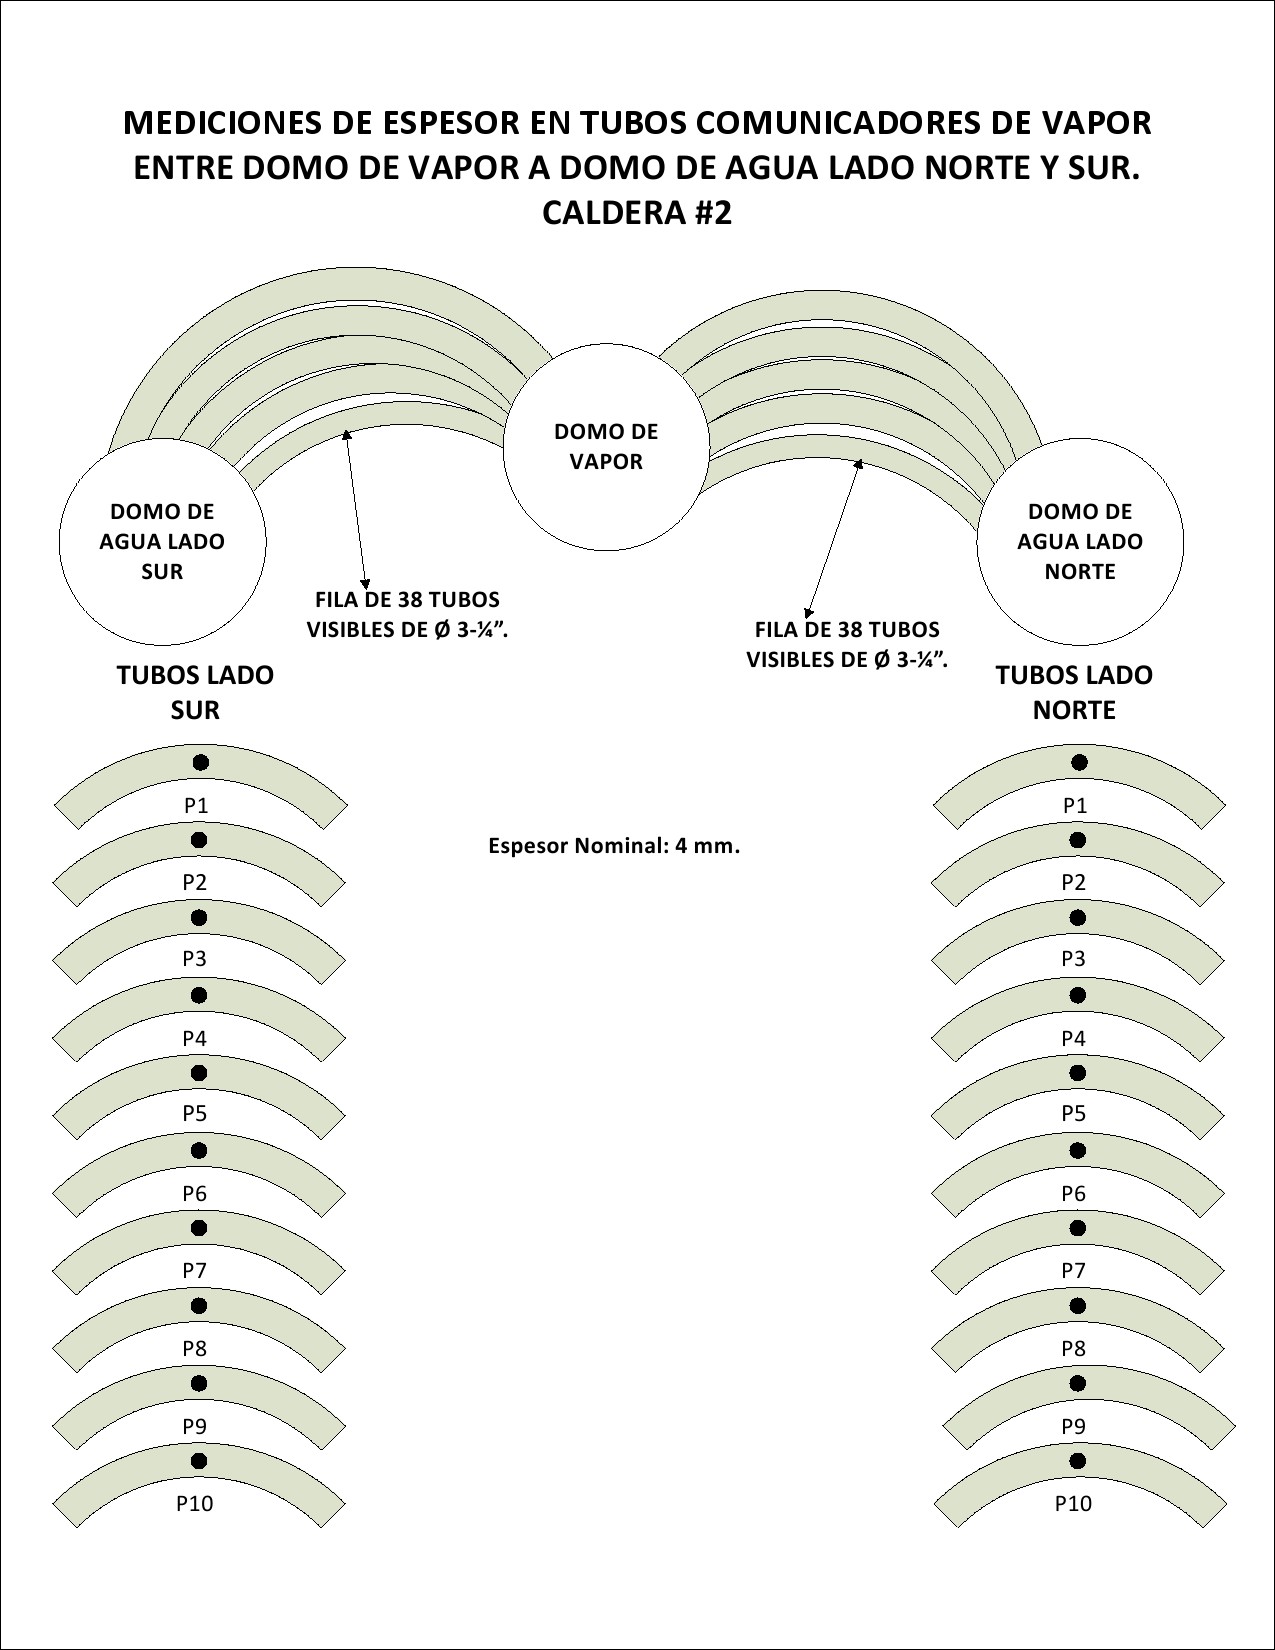 MEDICIONES DE ESPESOR EN TUBOS COMUNICADORES DE VAPOR
ENTRE DOMO DE VAPOR A DOMO DE AGUA LADO NORTE Y SUR.
CALDERA #2
DOMO DE
VAPOR
DOMO DE
AGUA LADO
SUR
DOMO DE
AGUA LADO
NORTE
FILA DE 38 TUBOS
VISIBLES DE Ø 3-¼”.
FILA DE 38 TUBOS
VISIBLES DE Ø 3-¼”.
TUBOS LADO
SUR
TUBOS LADO
NORTE
P1
P2
P3
P4
P5
P6
P7
P8
P9
P10
Espesor Nominal: 4 mm.
P1
P2
P3
P4
P5
P6
P7
P8
P9
P10